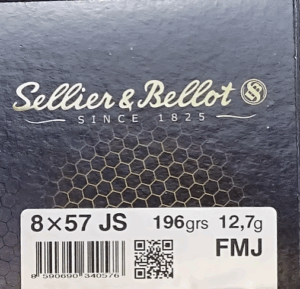 Sellier & Bellot
SINCE 1825
8×57 JS 196grs 12,7g
FMJ
8 590690 340576